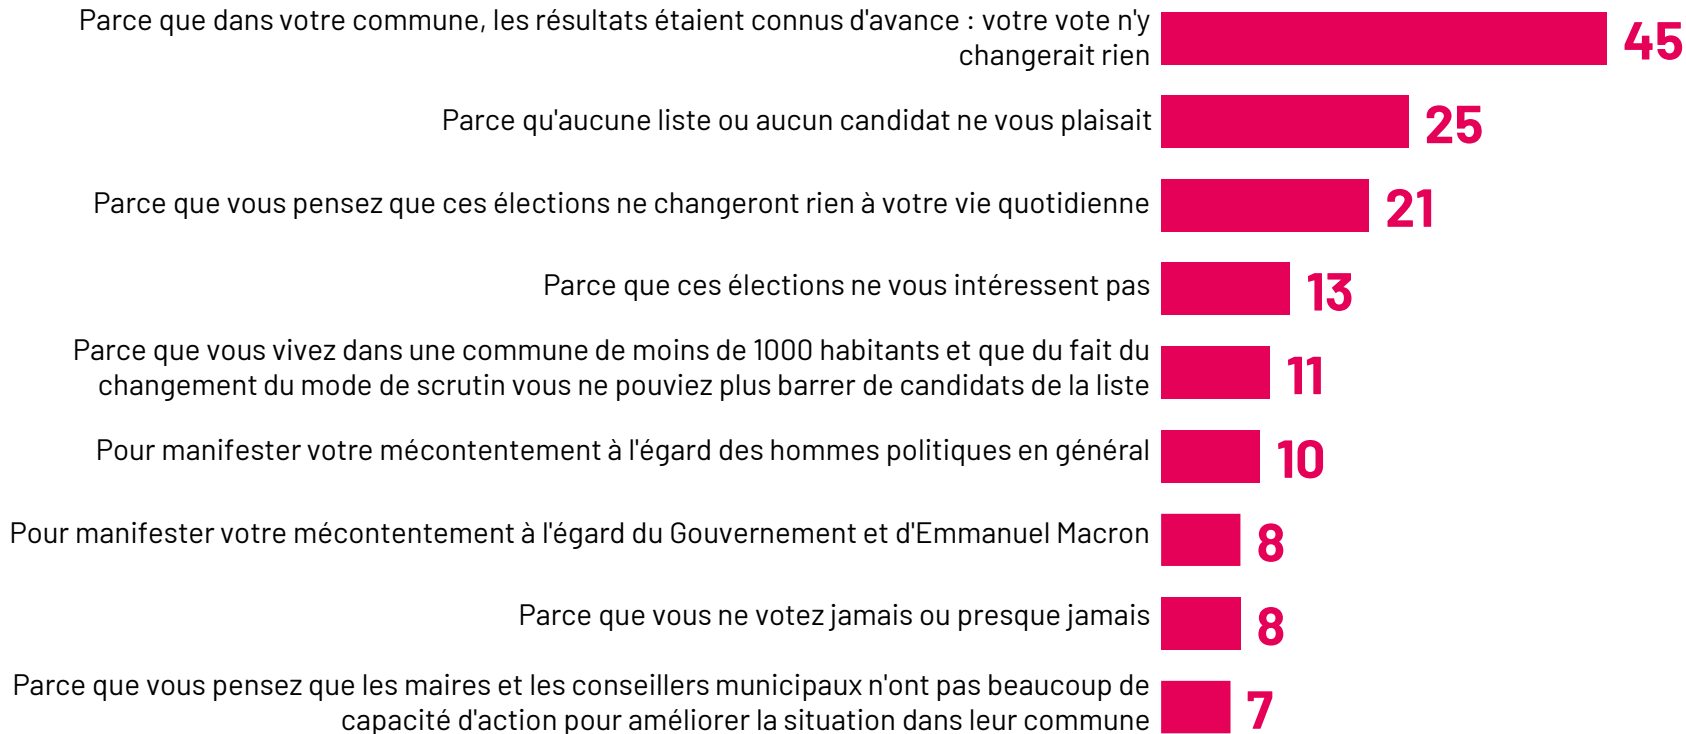 Parce que dans votre commune, les résultats étaient connus d'avance : votre vote n'y
changerait rien
45
Parce qu'aucune liste ou aucun candidat ne vous plaisait
25
Parce que vous pensez que ces élections ne changeront rien à votre vie quotidienne
21
Parce que ces élections ne vous intéressent pas
13
Parce que vous vivez dans une commune de moins de 1000 habitants et que du fait du
changement du mode de scrutin vous ne pouviez plus barrer de candidats de la liste
11
Pour manifester votre mécontentement à l'égard des hommes politiques en général
10
Pour manifester votre mécontentement à l'égard du Gouvernement et d'Emmanuel Macron
8
Parce que vous ne votez jamais ou presque jamais
8
Parce que vous pensez que les maires et les conseillers municipaux n'ont pas beaucoup de
capacité d'action pour améliorer la situation dans leur commune
7